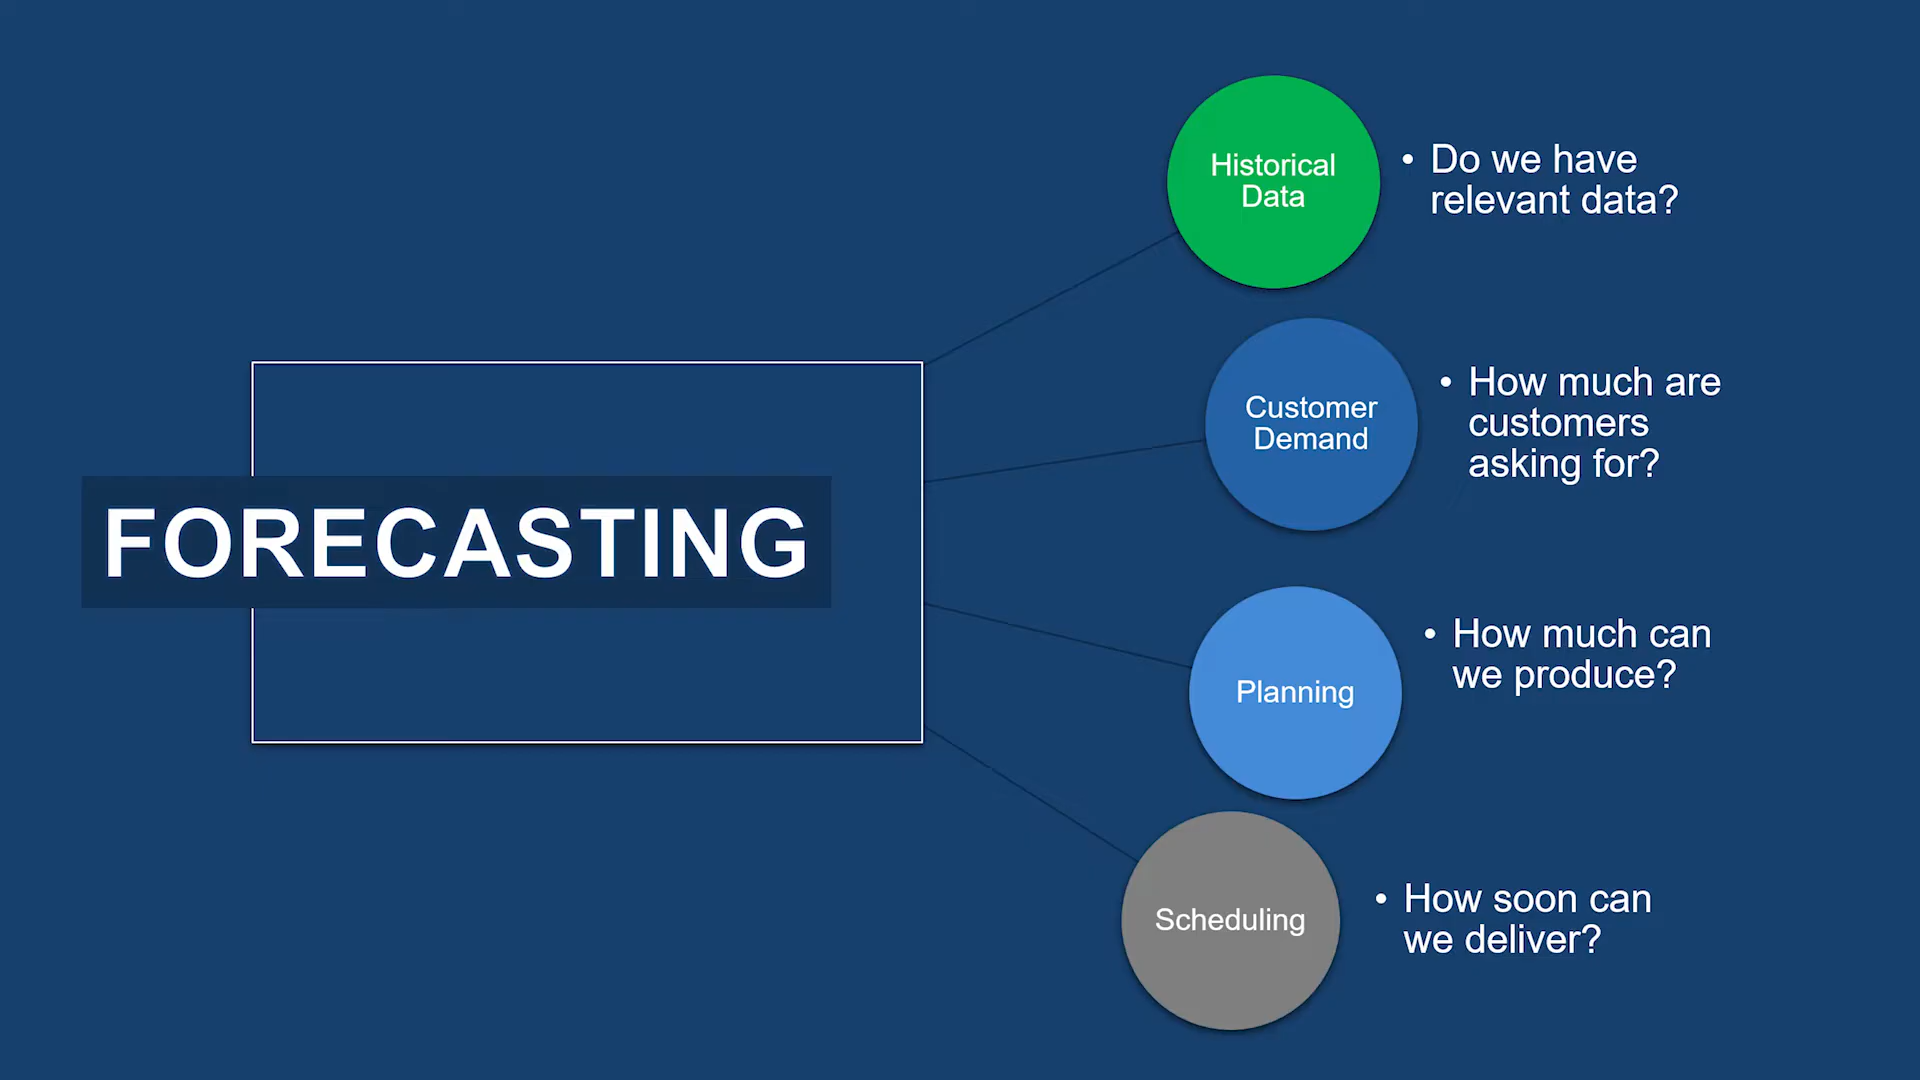 FORECASTING
Historical
Data
• Do we have
relevant data?
Customer
Demand
• How much are
customers
asking for?
Planning
• How much can
we produce?
Scheduling
• How soon can
we deliver?